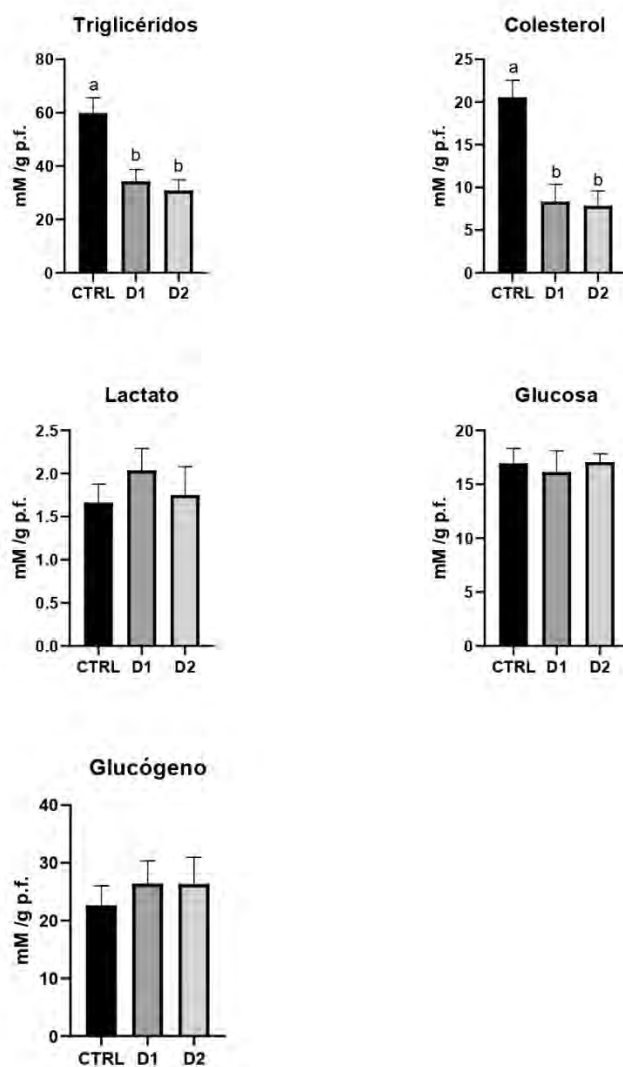 Triglicéridos
80
60
40
20
0
mM /g p.f.
a
b
b
CTRL D1 D2
Colesterol
25
20
15
10
5
0
mM /g p.f.
a
b
b
CTRL D1 D2
Lactato
2.5
2.0
1.5
1.0
0.5
0.0
mM /g p.f.
CTRL D1 D2
Glucosa
20
15
10
5
0
mM /g p.f.
CTRL D1 D2
Glucógeno
40
30
20
10
0
mM /g p.f.
CTRL D1 D2